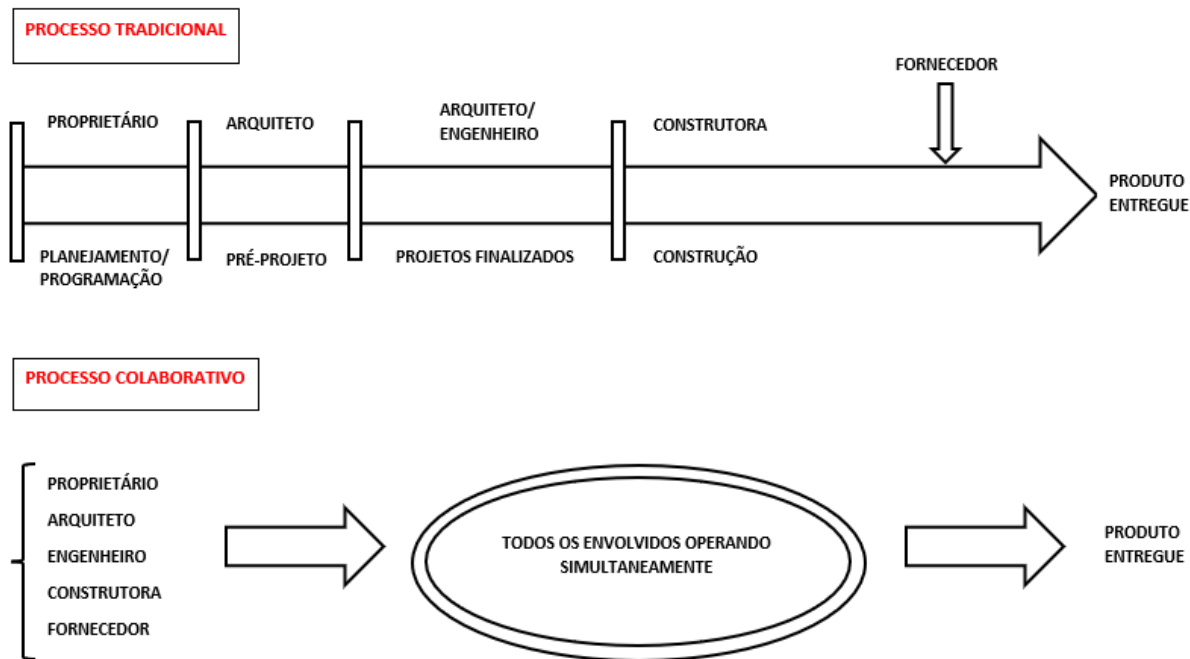 PROCESSO TRADICIONAL
FORNECEDOR
PROPRIETÁRIO
ARQUITETO
ARQUITETO/
ENGENHEIRO
CONSTRUTORA
PRODUTO
ENTREGUE
PLANEJAMENTO/
PROGRAMAÇÃO
PRÉ-PROJETO
PROJETOS FINALIZADOS
CONSTRUÇÃO
PROCESSO COLABORATIVO
PROPRIETÁRIO
ARQUITETO
ENGENHEIRO
CONSTRUTORA
FORNECEDOR
TODOS OS ENVOLVIDOS OPERANDO
SIMULTANEAMENTE
PRODUTO
ENTREGUE